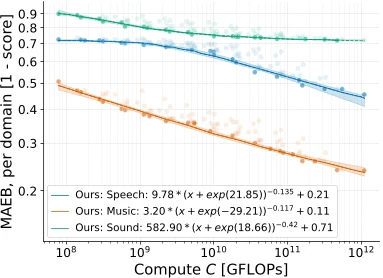 MAEB, per domain [1 - score]
0.9
0.8
0.7
0.6
0.5
0.4
0.3
0.2
Ours: Speech: 9.78 * (x + exp(21.85))^−0.135 + 0.21
Ours: Music: 3.20 * (x + exp(−29.21))^−0.117 + 0.11
Ours: Sound: 582.90 * (x + exp(18.66))^−0.42 + 0.71
10^8 10^9 10^10 10^11 10^12
Compute C [GFLOPs]